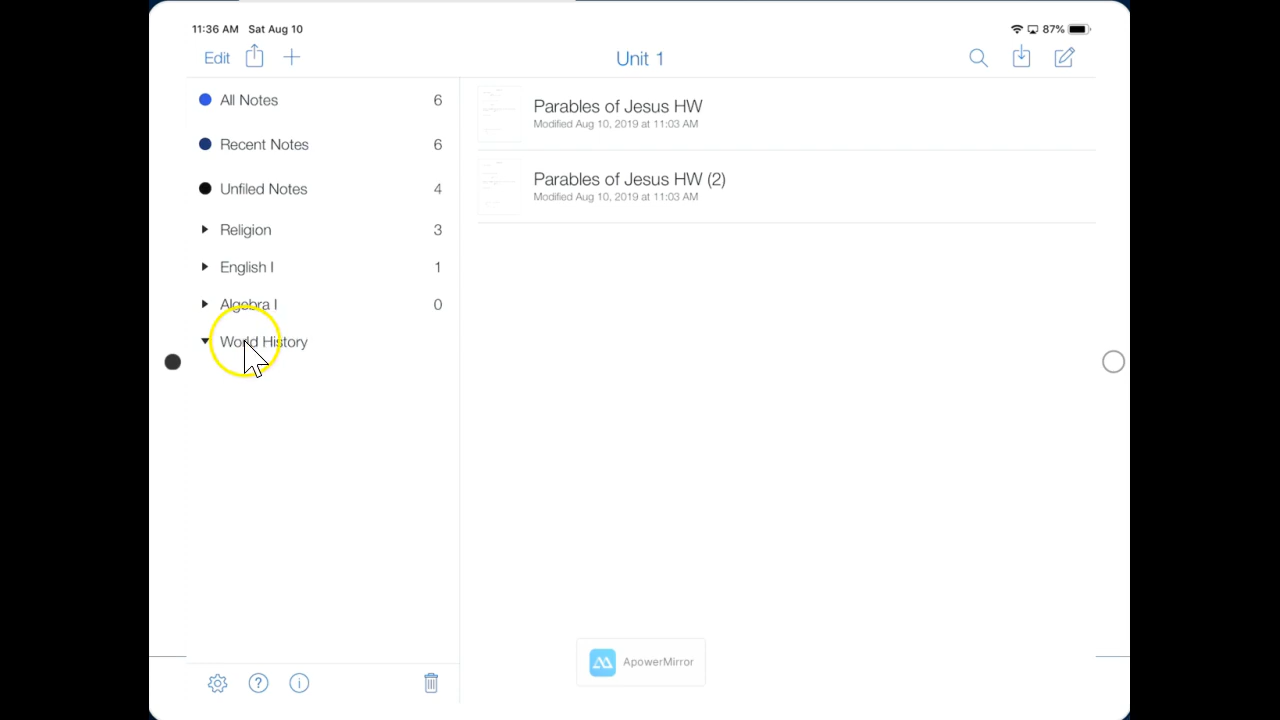 11:36 AM Sat Aug 10
87%
Edit
Unit 1
All Notes 6
Recent Notes 6
Unfiled Notes 4
Religion 3
English I 1
Algebra I 0
World History
Parables of Jesus HW
Modified Aug 10, 2019 at 11:03 AM
Parables of Jesus HW (2)
Modified Aug 10, 2019 at 11:03 AM
ApowerMirror